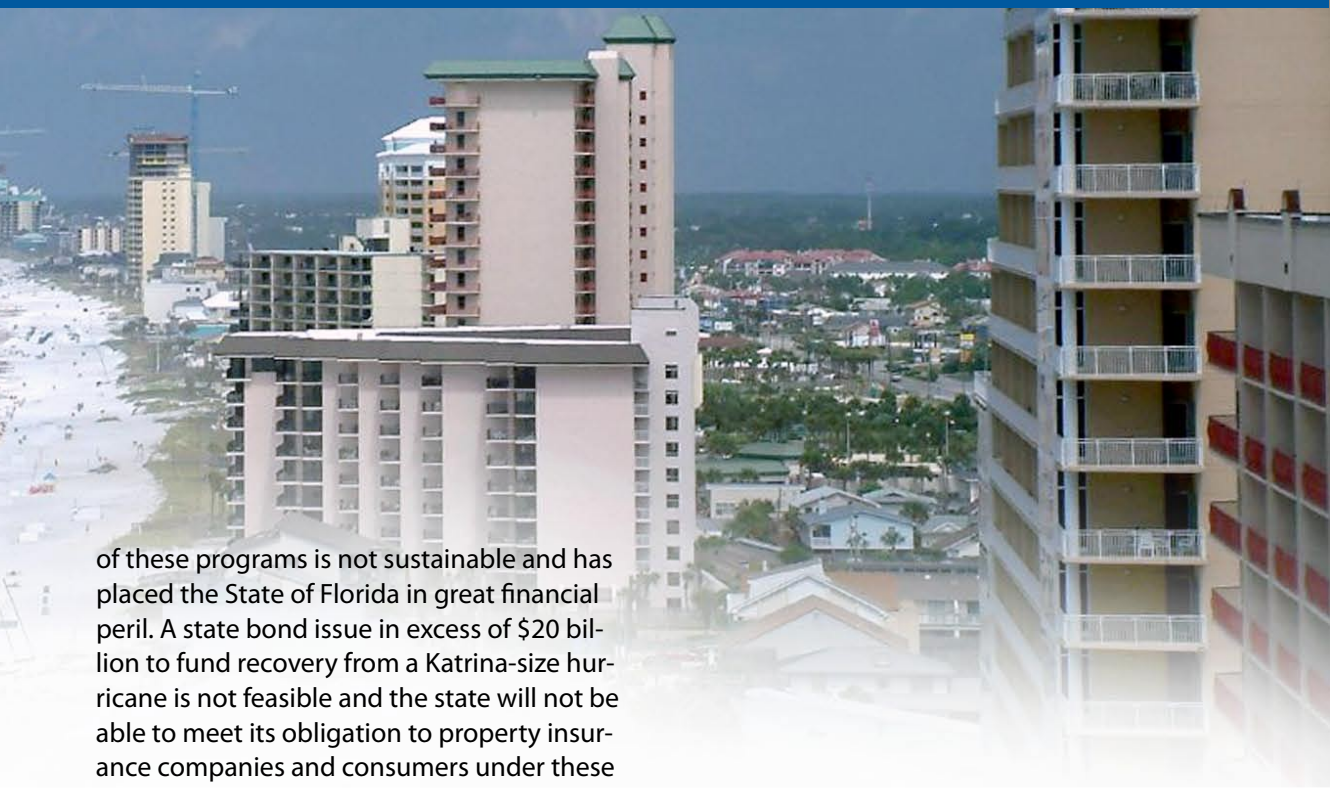 of these programs is not sustainable and has
placed the State of Florida in great financial
peril. A state bond issue in excess of $20 bil-
lion to fund recovery from a Katrina-size hur-
ricane is not feasible and the state will not be
able to meet its obligation to property insur-
ance companies and consumers under these